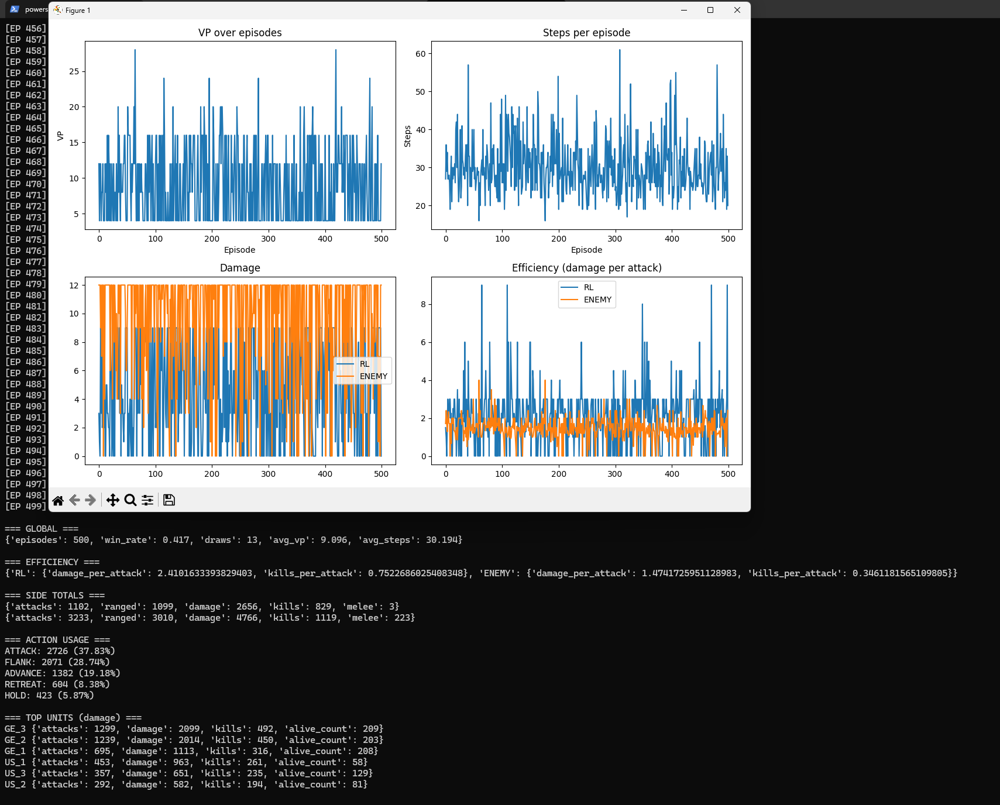 powers
Figure 1
[EP 456]
[EP 457]
[EP 458]
[EP 459]
[EP 460]
[EP 461]
[EP 462]
[EP 463]
[EP 464]
[EP 465]
[EP 466]
[EP 467]
[EP 468]
[EP 469]
[EP 470]
[EP 471]
[EP 472]
[EP 473]
[EP 474]
[EP 475]
[EP 476]
[EP 477]
[EP 478]
[EP 479]
[EP 480]
[EP 481]
[EP 482]
[EP 483]
[EP 484]
[EP 485]
[EP 486]
[EP 487]
[EP 488]
[EP 489]
[EP 490]
[EP 491]
[EP 492]
[EP 493]
[EP 494]
[EP 495]
[EP 496]
[EP 497]
[EP 498]
[EP 499]
VP over episodes
25
20
15
10
5
VP
0 100 200 300 400 500
Episode
Steps per episode
60
50
40
30
20
Steps
0 100 200 300 400 500
Episode
Damage
12
10
8
6
4
2
0
RL
ENEMY
0 100 200 300 400 500
Efficiency (damage per attack)
RL
ENEMY
8
6
4
2
0
0 100 200 300 400 500
=== GLOBAL ===
{'episodes': 500, 'win_rate': 0.417, 'draws': 13, 'avg_vp': 9.096, 'avg_steps': 30.194}
=== EFFICIENCY ===
{'RL': {'damage_per_attack': 2.4101633393829403, 'kills_per_attack': 0.7522686025408348}, 'ENEMY': {'damage_per_attack': 1.4741725951128983, 'kills_per_attack': 0.3461181565109805}}
=== SIDE TOTALS ===
{'attacks': 1102, 'ranged': 1099, 'damage': 2656, 'kills': 829, 'melee': 3}
{'attacks': 3233, 'ranged': 3010, 'damage': 4766, 'kills': 1119, 'melee': 223}
=== ACTION USAGE ===
ATTACK: 2726 (37.83%)
FLANK: 2071 (28.74%)
ADVANCE: 1382 (19.18%)
RETREAT: 604 (8.38%)
HOLD: 423 (5.87%)
=== TOP UNITS (damage) ===
GE_3 {'attacks': 1299, 'damage': 2099, 'kills': 492, 'alive_count': 209}
GE_2 {'attacks': 1239, 'damage': 2014, 'kills': 450, 'alive_count': 203}
GE_1 {'attacks': 695, 'damage': 1113, 'kills': 316, 'alive_count': 208}
US_1 {'attacks': 453, 'damage': 963, 'kills': 261, 'alive_count': 58}
US_3 {'attacks': 357, 'damage': 651, 'kills': 235, 'alive_count': 129}
US_2 {'attacks': 292, 'damage': 582, 'kills': 194, 'alive_count': 81}